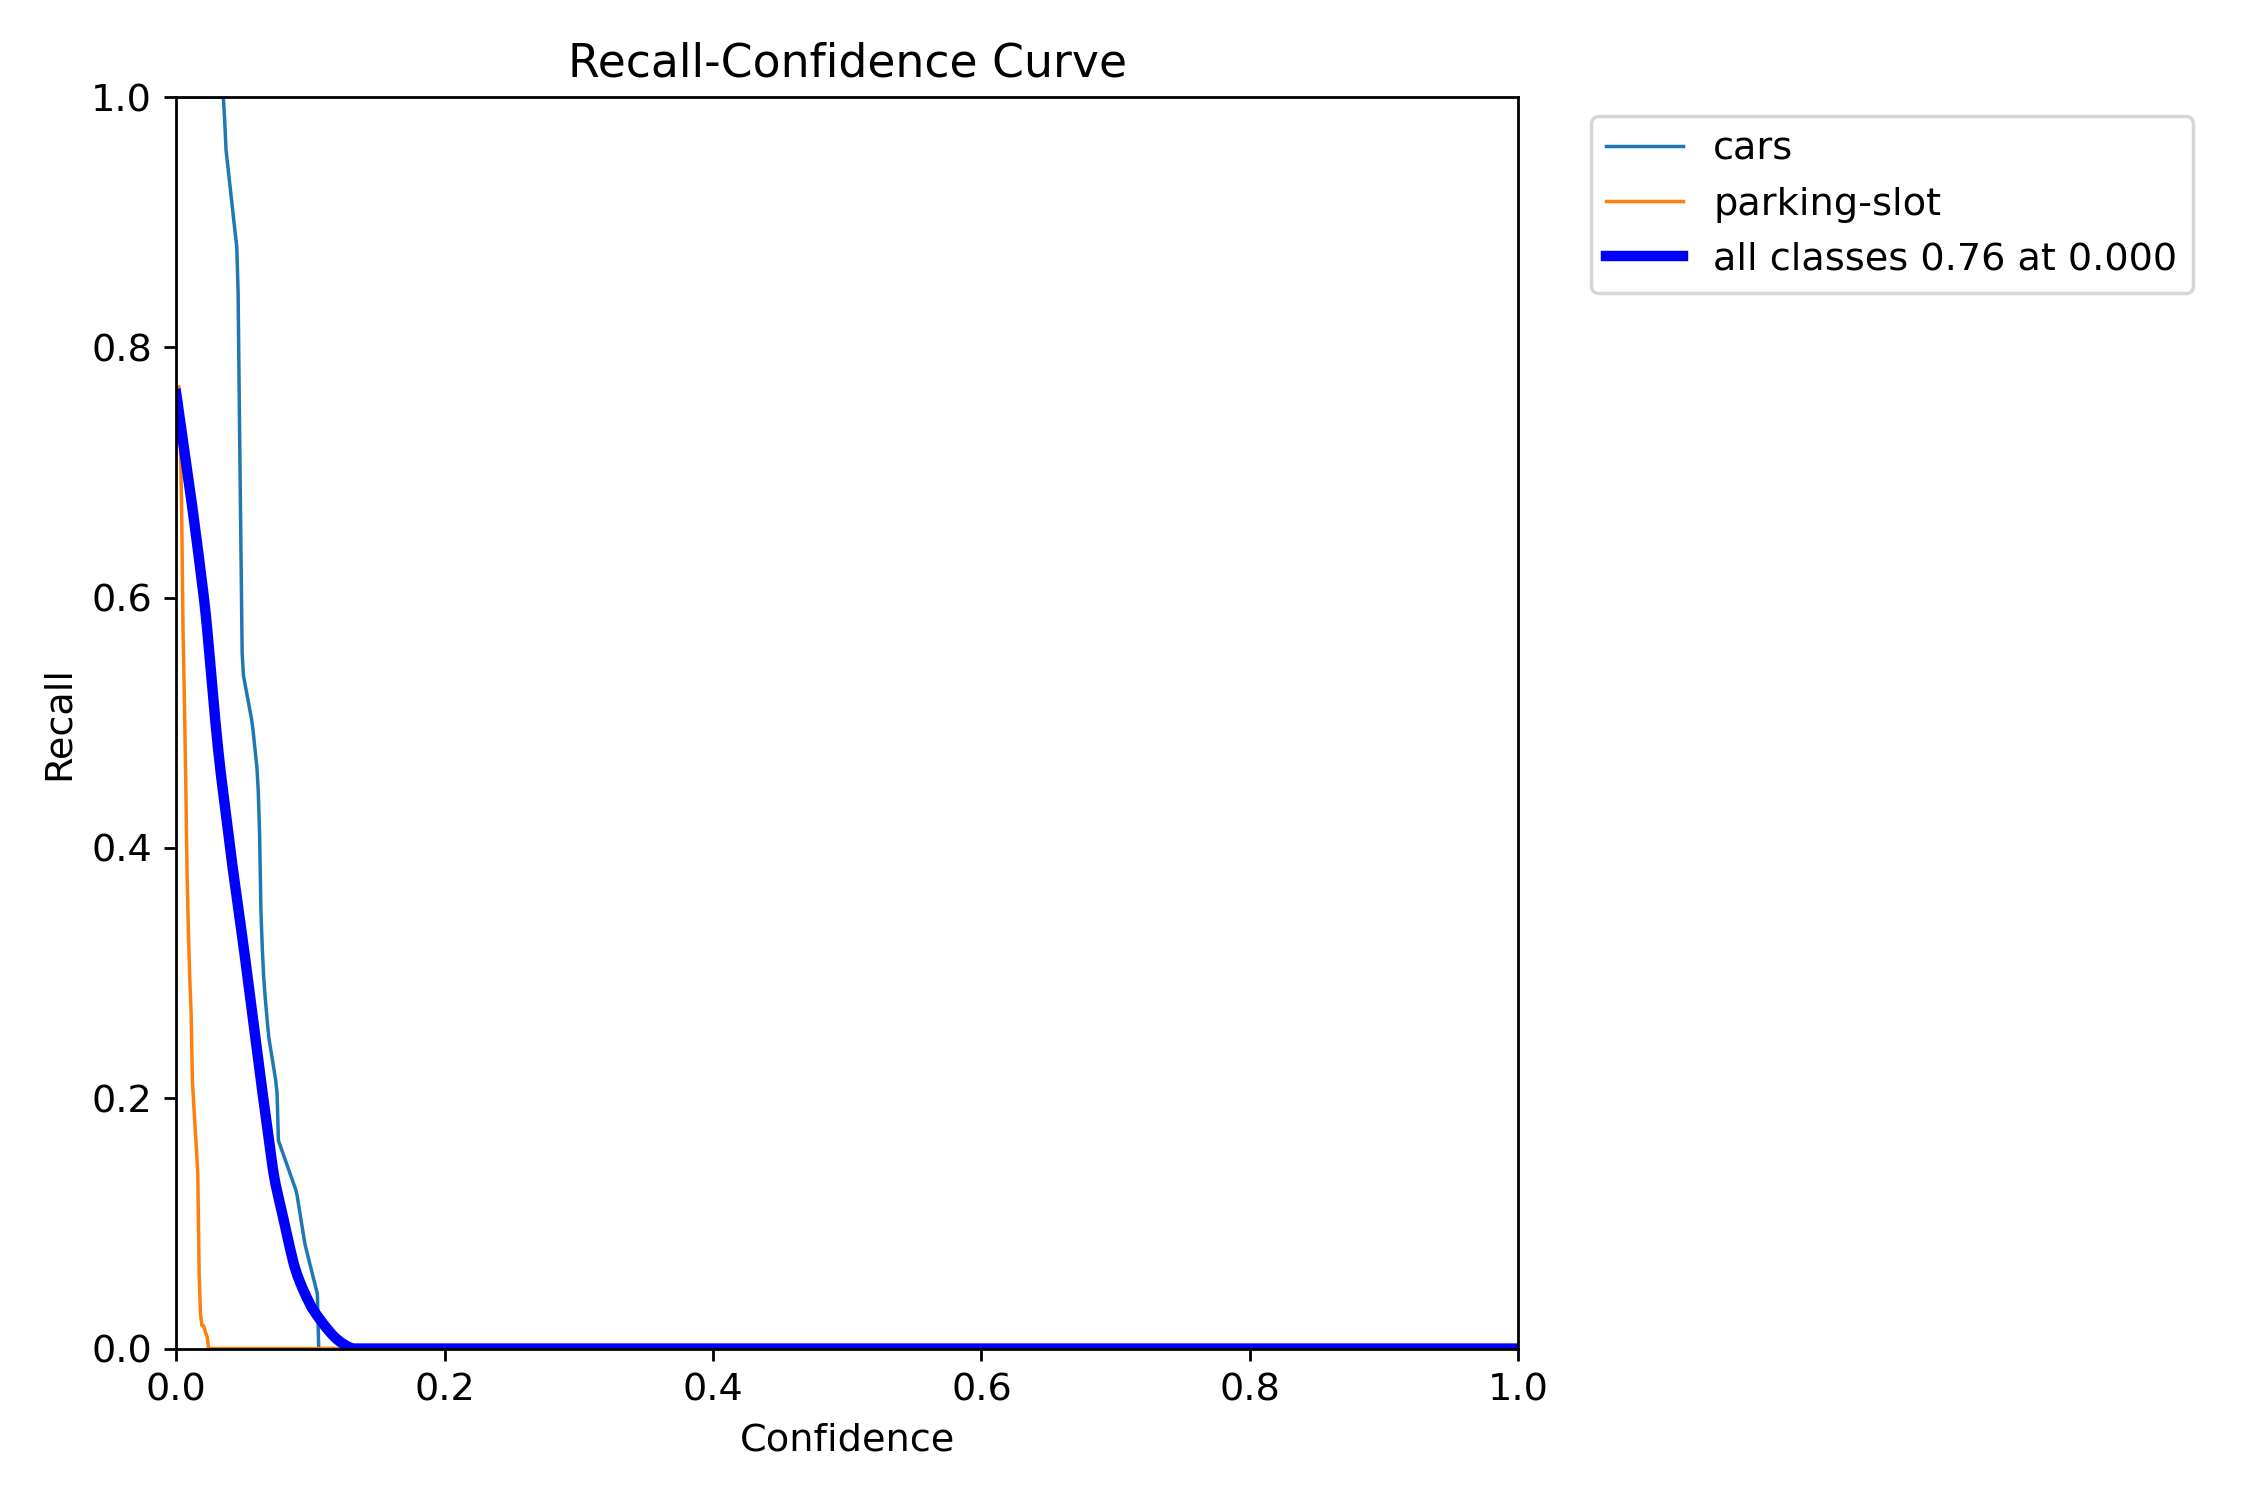 Recall-Confidence Curve
cars
parking-slot
all classes 0.76 at 0.000
1.0
0.8
0.6
0.4
0.2
0.0
Recall
0.0 0.2 0.4 0.6 0.8 1.0
Confidence